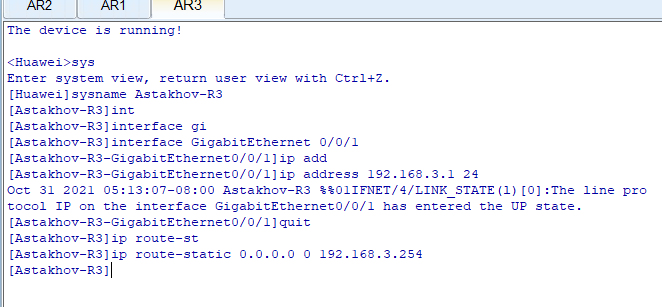 AR2 AR1 AR3
The device is running!
<Huawei>sys
Enter system view, return user view with Ctrl+Z.
[Huawei]sysname Astakhov-R3
[Astakhov-R3]int
[Astakhov-R3]interface gi
[Astakhov-R3]interface GigabitEthernet 0/0/1
[Astakhov-R3-GigabitEthernet0/0/1]ip add
[Astakhov-R3-GigabitEthernet0/0/1]ip address 192.168.3.1 24
Oct 31 2021 05:13:07-08:00 Astakhov-R3 %%01IFNET/4/LINK_STATE(l)[0]:The line pro
tocol IP on the interface GigabitEthernet0/0/1 has entered the UP state.
[Astakhov-R3-GigabitEthernet0/0/1]quit
[Astakhov-R3]ip route-st
[Astakhov-R3]ip route-static 0.0.0.0 0 192.168.3.254
[Astakhov-R3]